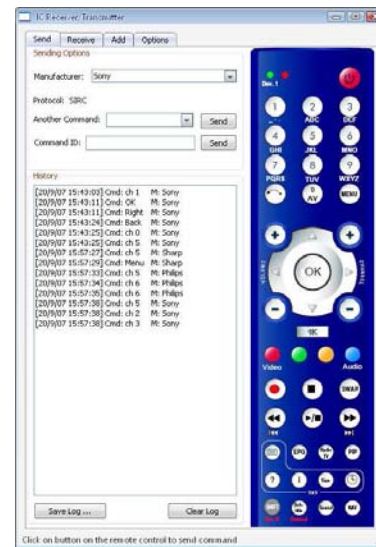 IC Receiver/Transmitter
Send Receive Add Options
Sending Options
Manufacturer: Sony
Protocol: SIRC
Another Command: Send
Command ID: Send
History
[20/9/07 15:43:03] Cmd: ch 1 M: Sony
[20/9/07 15:43:11] Cmd: OK M: Sony
[20/9/07 15:43:11] Cmd: Right M: Sony
[20/9/07 15:43:24] Cmd: Back M: Sony
[20/9/07 15:43:25] Cmd: ch 0 M: Sony
[20/9/07 15:43:25] Cmd: ch 5 M: Sony
[20/9/07 15:57:27] Cmd: ch 5 M: Sharp
[20/9/07 15:57:29] Cmd: Menu M: Sharp
[20/9/07 15:57:33] Cmd: ch 5 M: Philips
[20/9/07 15:57:34] Cmd: ch 6 M: Philips
[20/9/07 15:57:35] Cmd: ch 6 M: Philips
[20/9/07 15:57:38] Cmd: ch 5 M: Sony
[20/9/07 15:57:38] Cmd: ch 2 M: Sony
[20/9/07 15:57:38] Cmd: ch 3 M: Sony
Save Log ... Clear Log
Click on button on the remote control to send command
Dev. 1
1 2 3
ABC DEF
4 5 6
GHI JKL MNO
7 8 9
PQRS TUV WXYZ
AV MENU
OK
Video Audio
SWAP
EPG PIP
? i